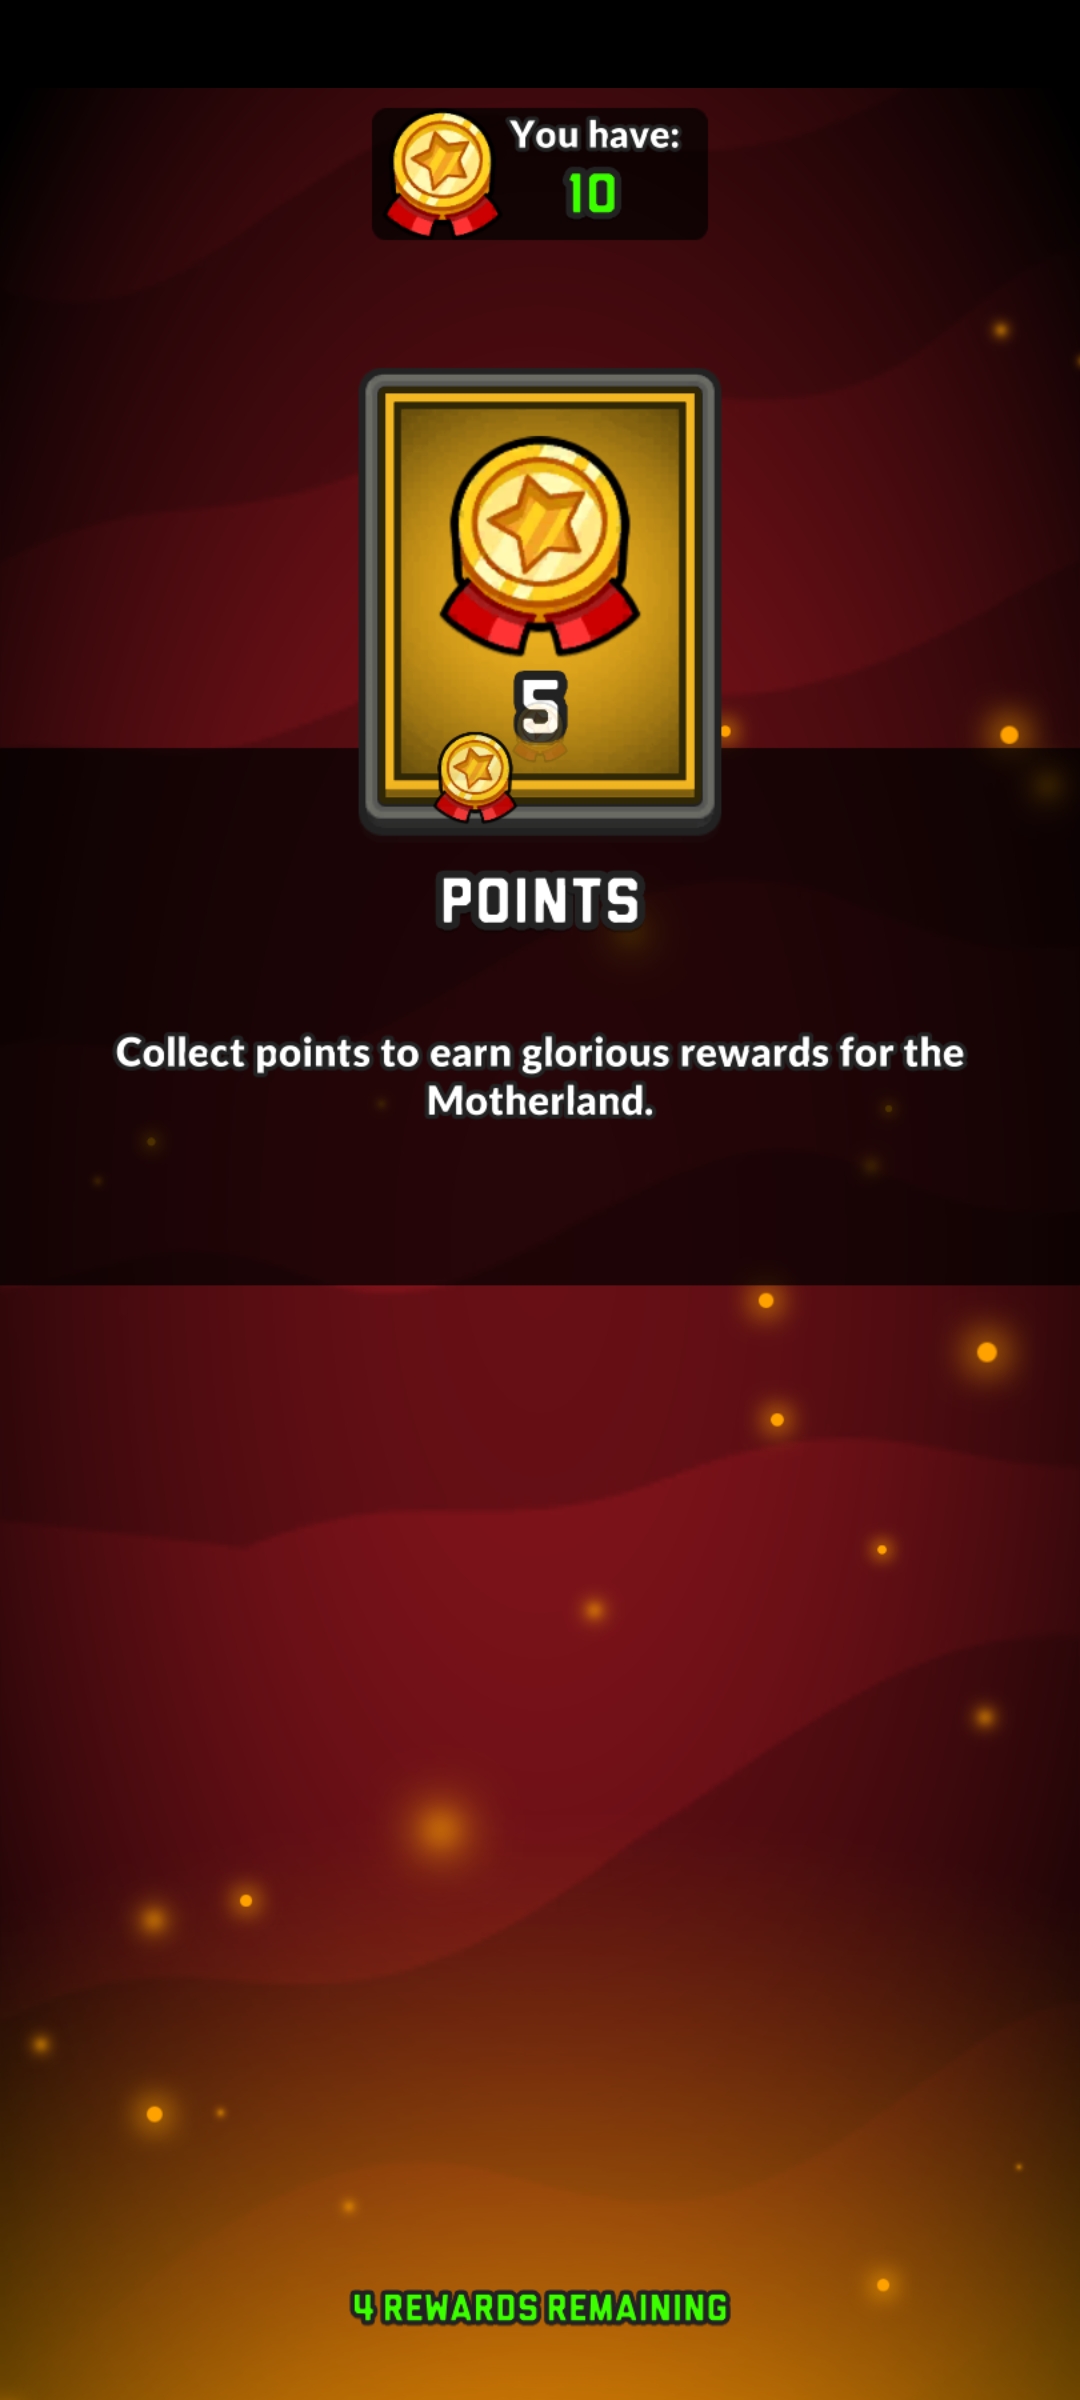 You have:
10
5
POINTS
Collect points to earn glorious rewards for the
Motherland.
4 REWARDS REMAINING